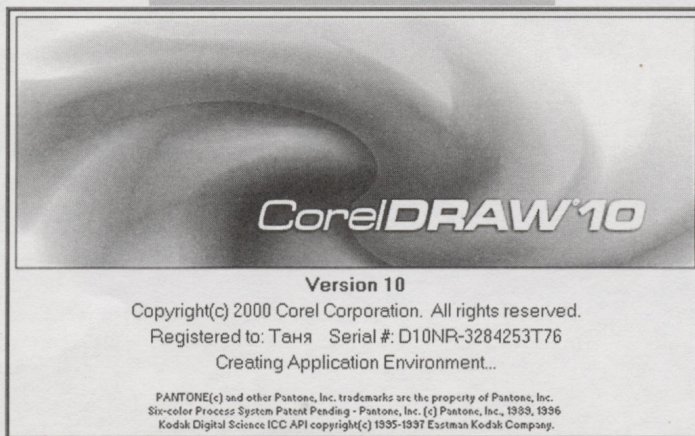 CorelDRAW®10
Version 10
Copyright(c) 2000 Corel Corporation. All rights reserved.
Registered to: Таня Serial #: D10NR-3284253T76
Creating Application Environment...
PANTONE(c) and other Pantone, Inc. trademarks are the property of Pantone, Inc.
Six-color Process System Patent Pending - Pantone, Inc. (c) Pantone, Inc., 1989, 1996
Kodak Digital Science ICC API copyright(c) 1995-1997 Eastman Kodak Company.